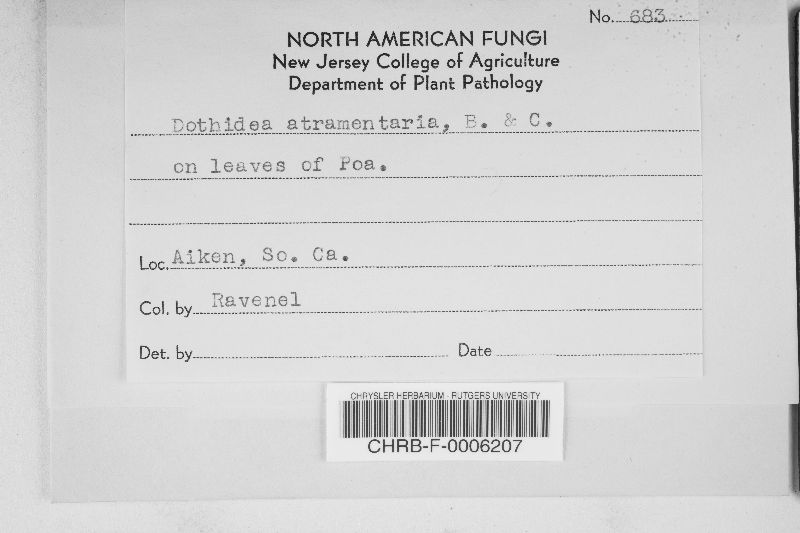 No. 683
NORTH AMERICAN FUNGI
New Jersey College of Agriculture
Department of Plant Pathology
Dothidea atramentaria, B. & C.
on leaves of Poa.
Loc. Aiken, So. Ca.
Col. by Ravenel
Det. by Date
CHRYSLER HERBARIUM - RUTGERS UNIVERSITY
CHRB-F-0006207